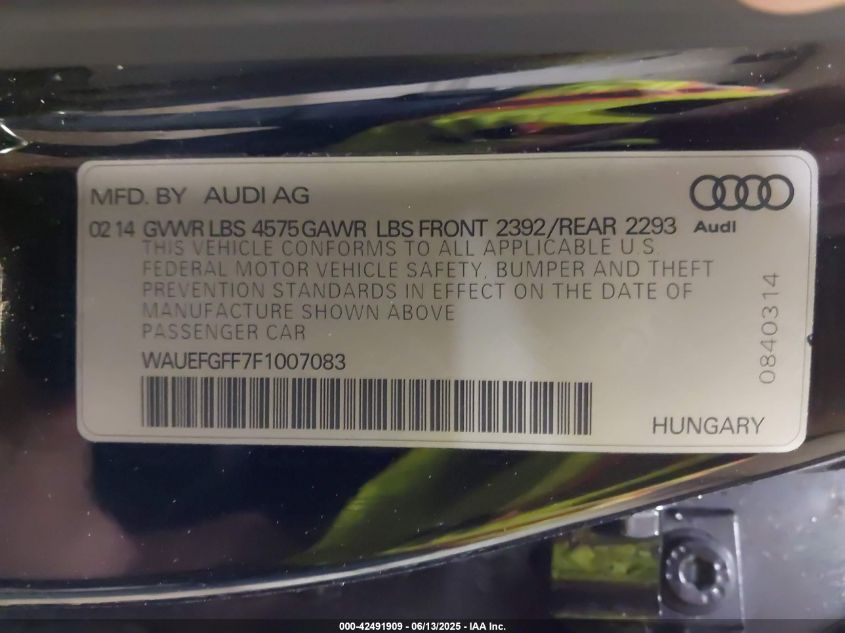 MFD. BY AUDI AG
Audi
02 14 GVWR LBS 4575 GAWR LBS FRONT 2392/REAR 2293
THIS VEHICLE CONFORMS TO ALL APPLICABLE U.S.
FEDERAL MOTOR VEHICLE SAFETY, BUMPER AND THEFT
PREVENTION STANDARDS IN EFFECT ON THE DATE OF
MANUFACTURE SHOWN ABOVE
PASSENGER CAR
WAUEFGFF7F1007083
0840314
HUNGARY
000-42491909 - 06/13/2025 - IAA Inc.